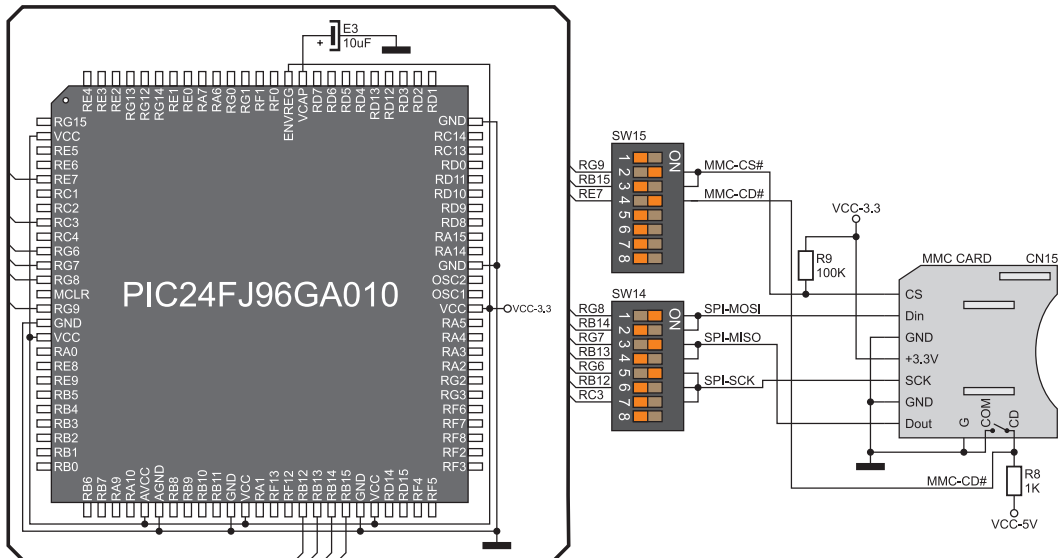 E3
+ 10uF
RE4 RE3 RE2 RG13 RG12 RG14 RE1 RE0 RA7 RA6 RG0 RG1 RF1 RF0 ENVREG VCAP RD7 RD6 RD5 RD4 RD13 RD12 RD3 RD2 RD1
RG15
VCC
RE5
RE6
RE7
RC1
RC2
RC3
RC4
RG6
RG7
RG8
MCLR
RG9
GND
VCC
RA0
RE8
RE9
RB5
RB4
RB3
RB2
RB1
RB0
PIC24FJ96GA010
GND
RC14
RC13
RD0
RD11
RD10
RD9
RD8
RA15
RA14
GND
OSC2
OSC1
VCC
RA5
RA4
RA3
RA2
RG2
RG3
RF6
RF7
RF8
RF2
RF3
VCC-3.3
RB6 RB7 RA9 RA10 AVCC AGND RB8 RB9 RB10 RB11 GND VCC RA1 RF13 RF12 RB12 RB13 RB14 RB15 GND VCC RD14 RD15 RF4 RF5
SW15
RG9
RB15
RE7
1 2 3 4 5 6 7 8
ON
MMC-CS#
MMC-CD#
SW14
RG8
RB14
RG7
RB13
RG6
RB12
RC3
1 2 3 4 5 6 7 8
ON
SPI-MOSI
SPI-MISO
SPI-SCK
VCC-3.3
R9
100K
MMC CARD CN15
CS
Din
GND
+3.3V
SCK
GND
Dout
G COM CD
MMC-CD#
R8
1K
VCC-5V